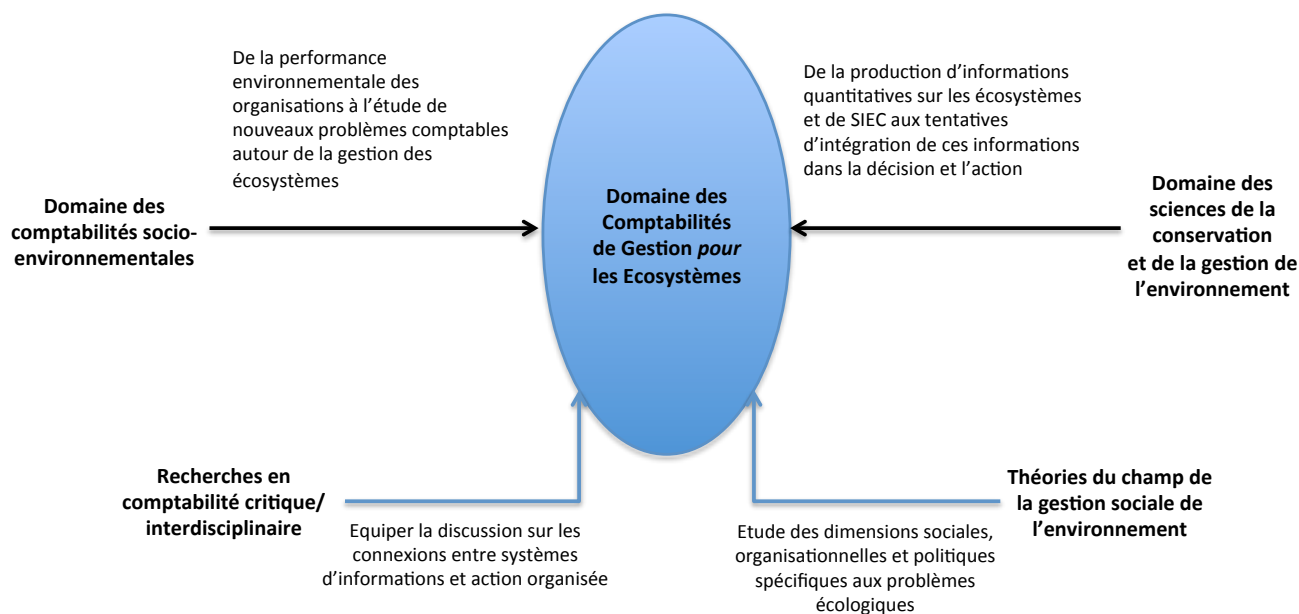 De la performance
environnementale des
organisations à l’étude de
nouveaux problèmes comptables
autour de la gestion des
écosystèmes
De la production d’informations
quantitatives sur les écosystèmes
et de SIEC aux tentatives
d’intégration de ces informations
dans la décision et l’action
Domaine des
comptabilités socio-
environnementales
Domaine des
Comptabilités
de Gestion pour
les Ecosystèmes
Domaine des
sciences de la
conservation
et de la gestion de
l’environnement
Recherches en
comptabilité critique/
interdisciplinaire
Equiper la discussion sur les
connexions entre systèmes
d’informations et action organisée
Etude des dimensions sociales,
organisationnelles et politiques
spécifiques aux problèmes
écologiques
Théories du champ de
la gestion sociale de
l’environnement